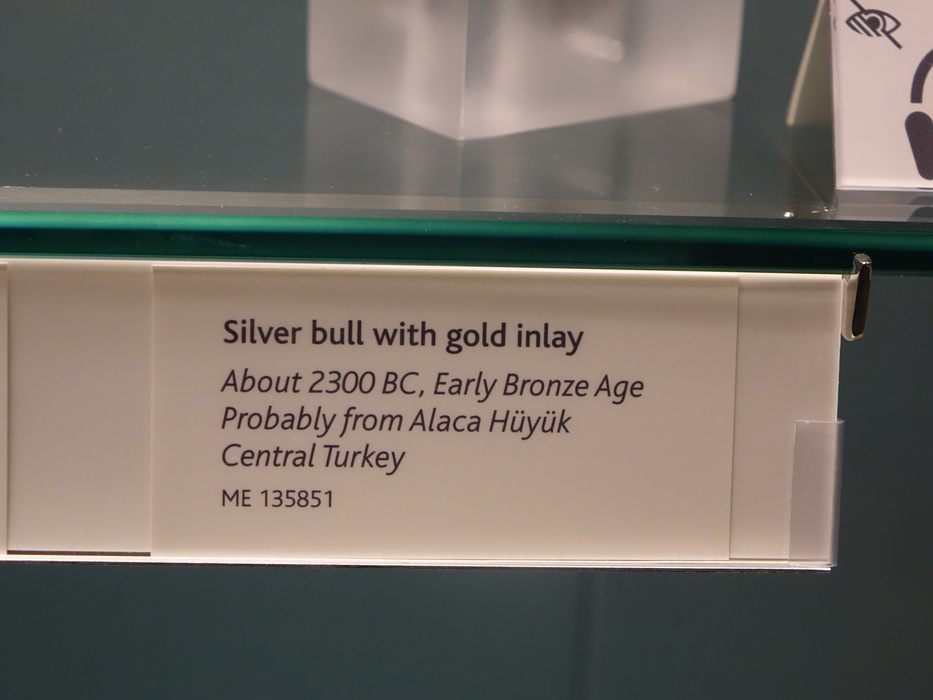 Silver bull with gold inlay
About 2300 BC, Early Bronze Age
Probably from Alaca Hüyük
Central Turkey
ME 135851